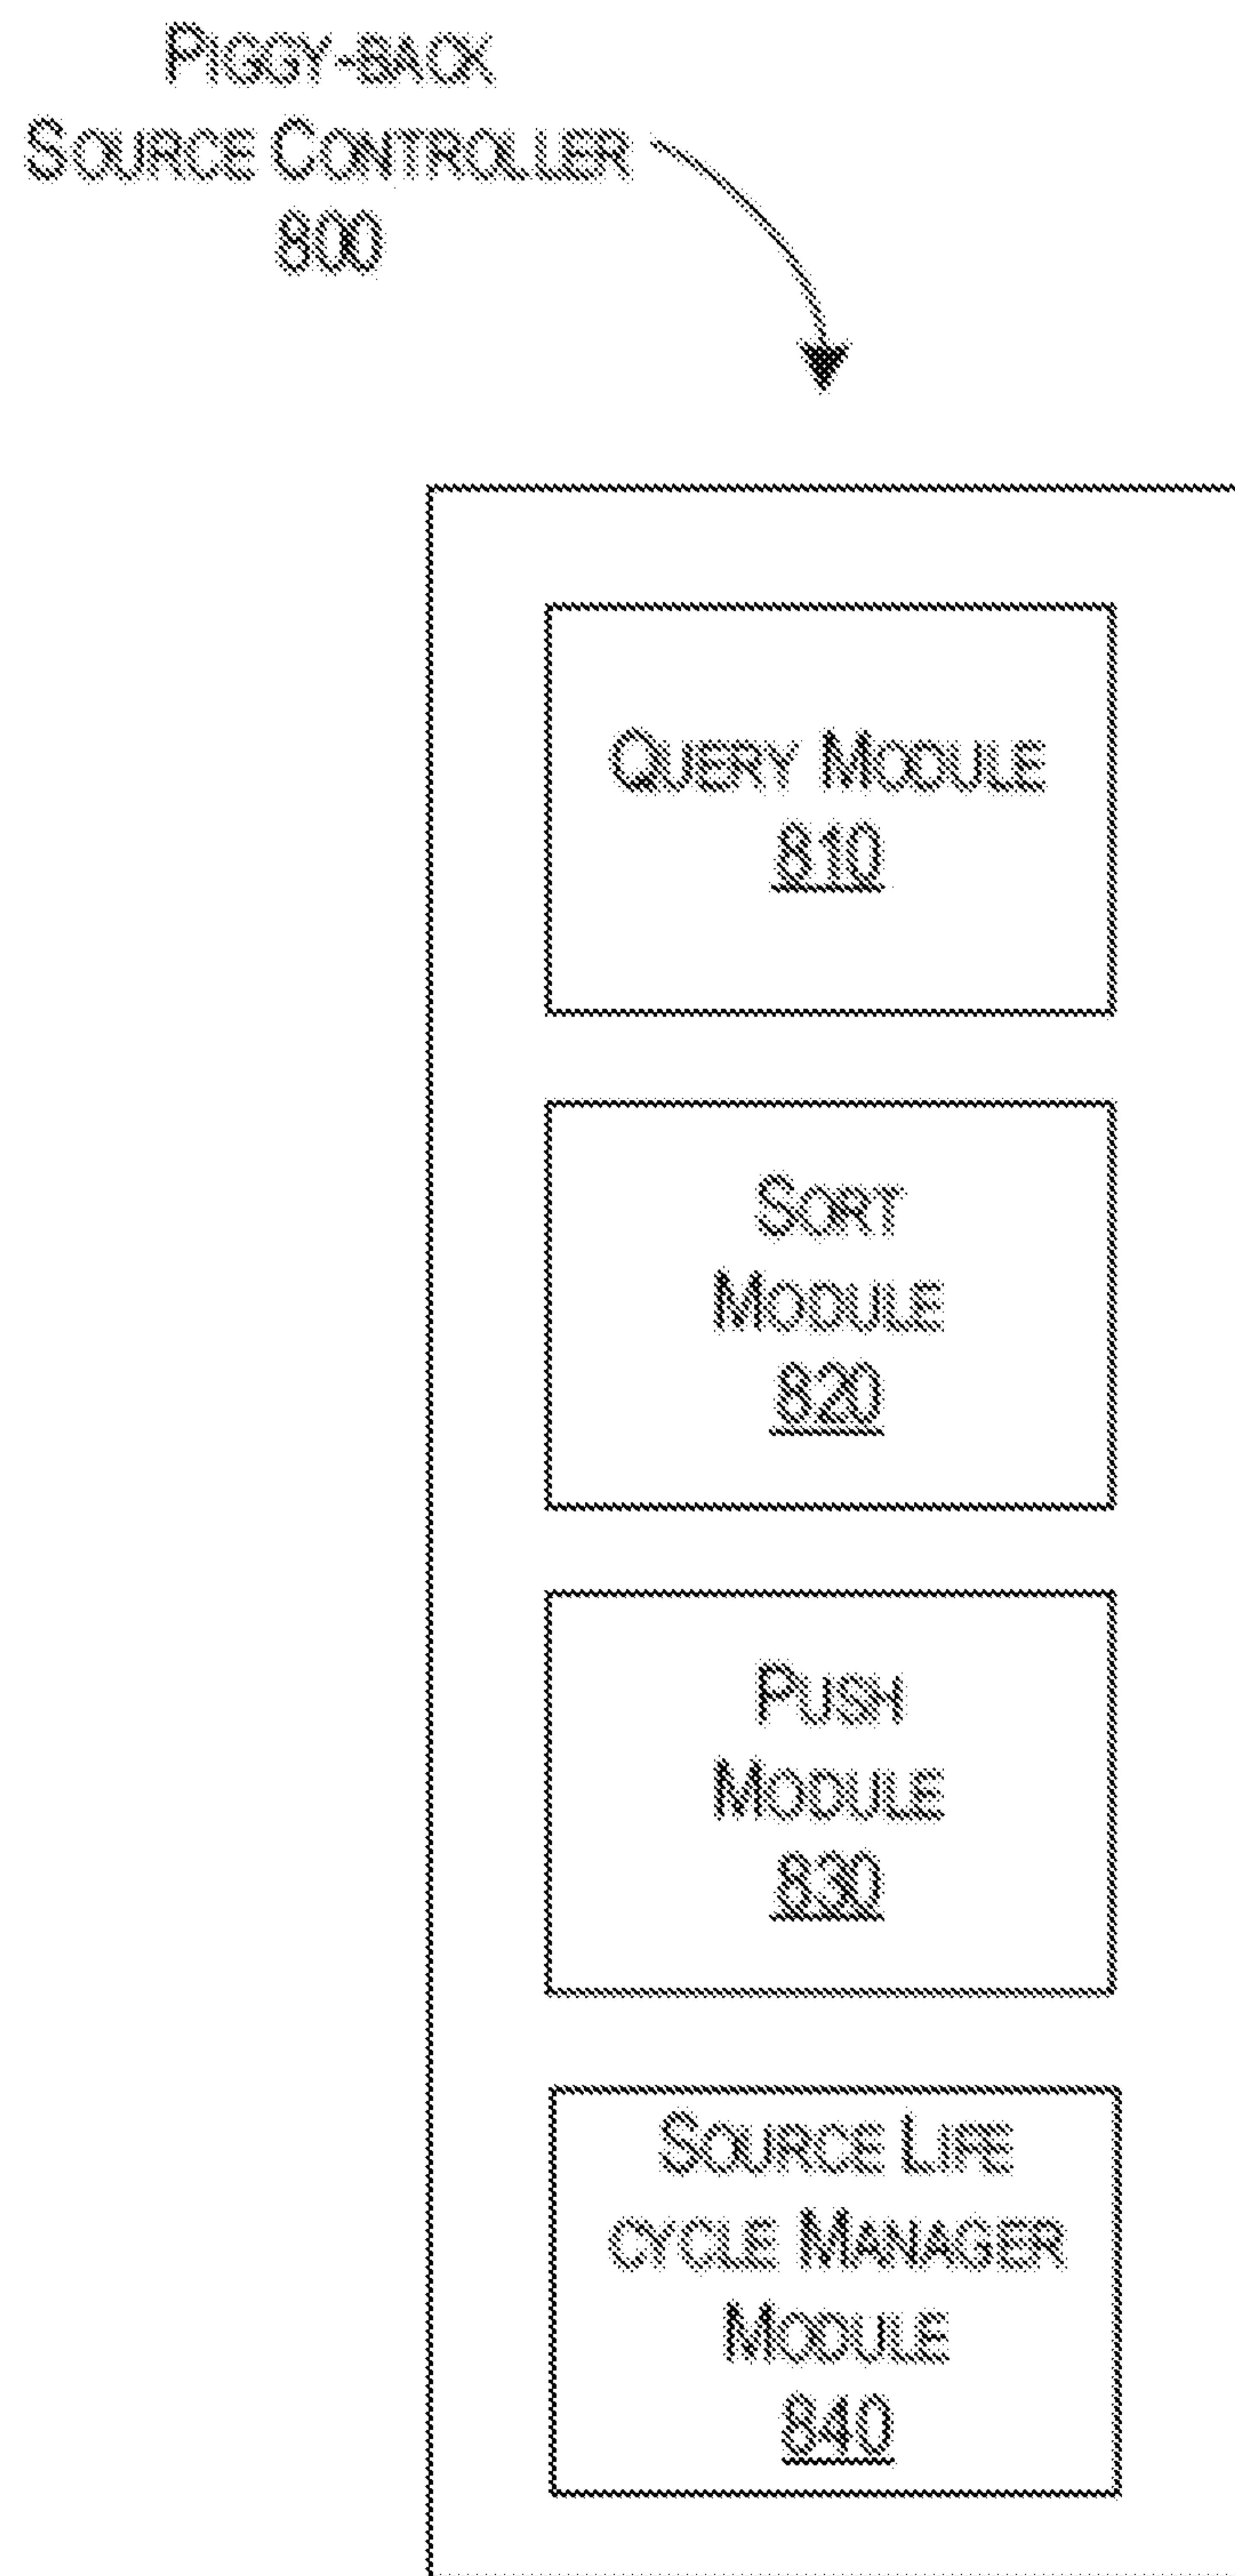 PIGGY-BACK
SOURCE CONTROLLER
800
QUERY MODULE
810
SORT
MODULE
820
PUSH
MODULE
830
SOURCE LIFE
CYCLE MANAGER
MODULE
840